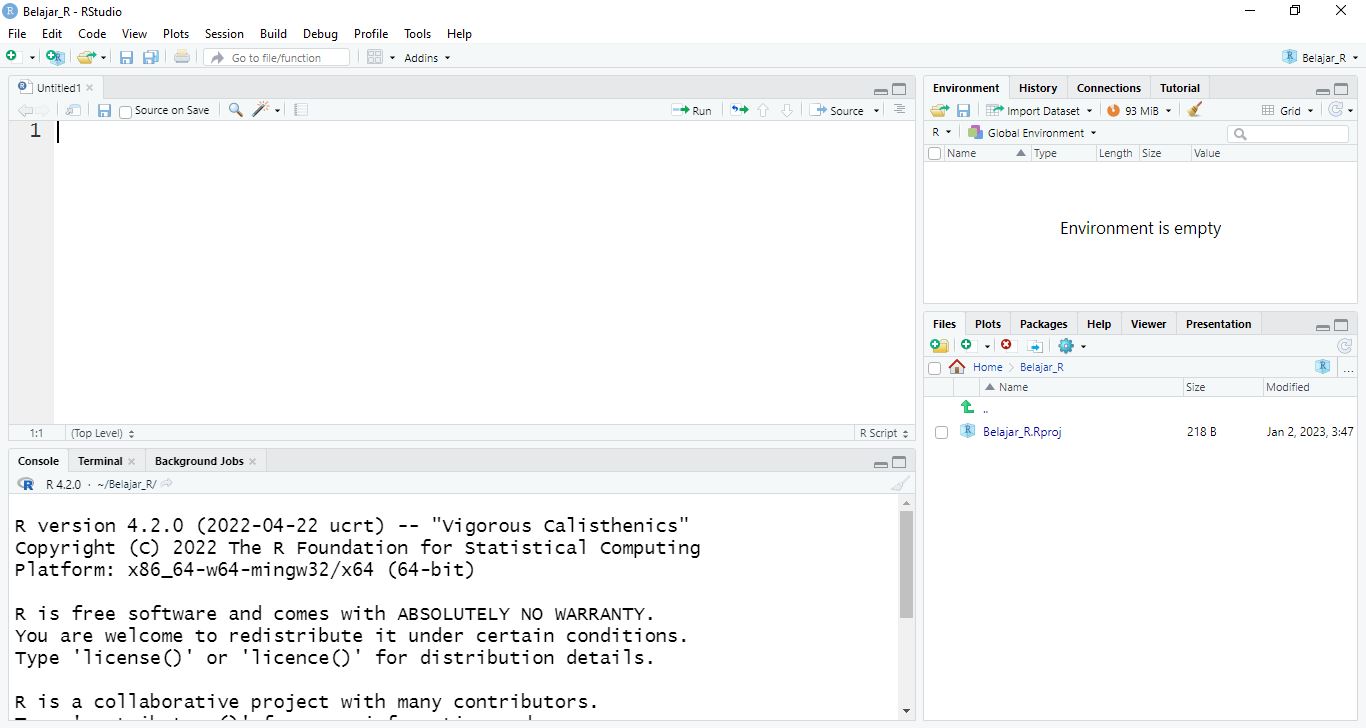 Belajar_R - RStudio
File Edit Code View Plots Session Build Debug Profile Tools Help
Go to file/function Addins Belajar_R
Untitled1
Source on Save Run Source
1
1:1 (Top Level) R Script
Console Terminal Background Jobs
R 4.2.0 · ~/Belajar_R/
R version 4.2.0 (2022-04-22 ucrt) -- "Vigorous Calisthenics"
Copyright (C) 2022 The R Foundation for Statistical Computing
Platform: x86_64-w64-mingw32/x64 (64-bit)
R is free software and comes with ABSOLUTELY NO WARRANTY.
You are welcome to redistribute it under certain conditions.
Type 'license()' or 'licence()' for distribution details.
R is a collaborative project with many contributors.
Environment History Connections Tutorial
Import Dataset 93 MiB Grid
R Global Environment
Name Type Length Size Value
Environment is empty
Files Plots Packages Help Viewer Presentation
Home Belajar_R ...
Name Size Modified
..
Belajar_R.Rproj 218 B Jan 2, 2023, 3:47